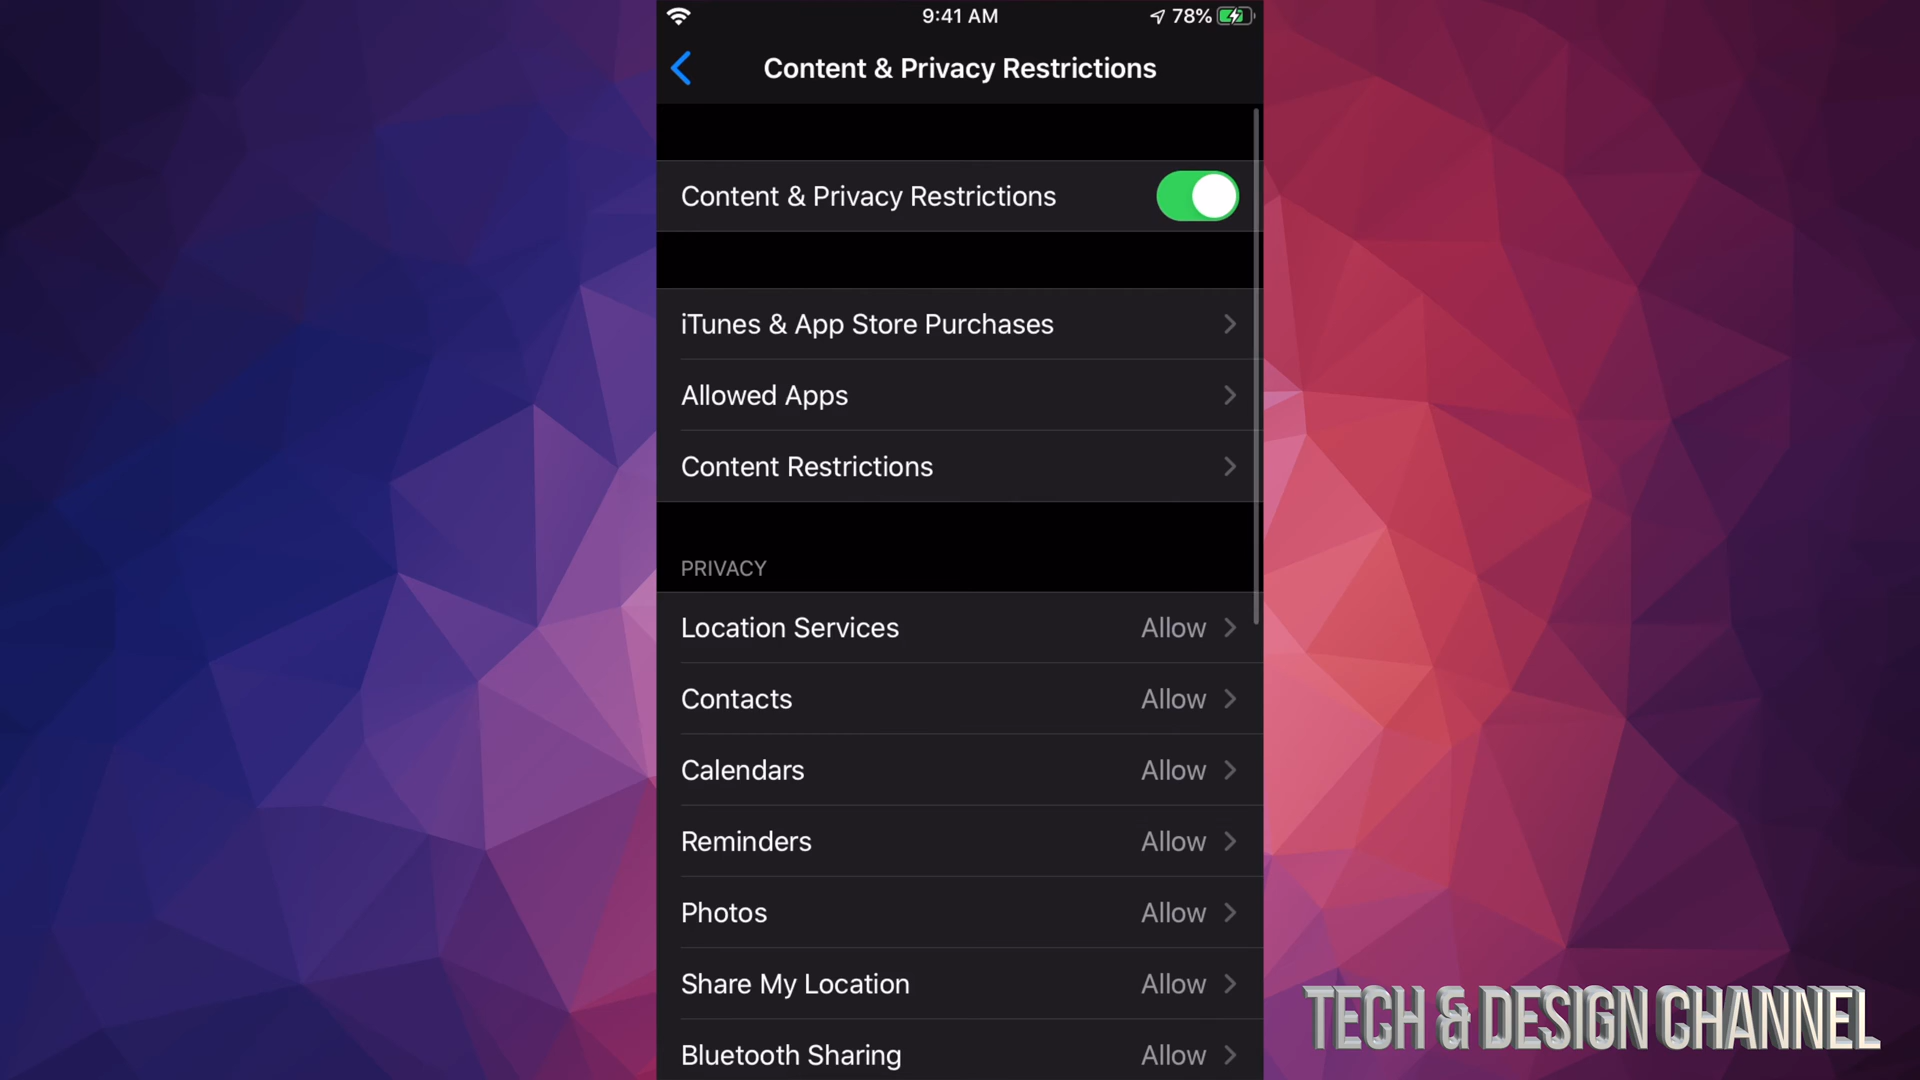 9:41 AM
78%
Content & Privacy Restrictions
Content & Privacy Restrictions
iTunes & App Store Purchases
Allowed Apps
Content Restrictions
PRIVACY
Location Services Allow
Contacts Allow
Calendars Allow
Reminders Allow
Photos Allow
Share My Location Allow
Bluetooth Sharing Allow
TECH & DESIGN CHANNEL